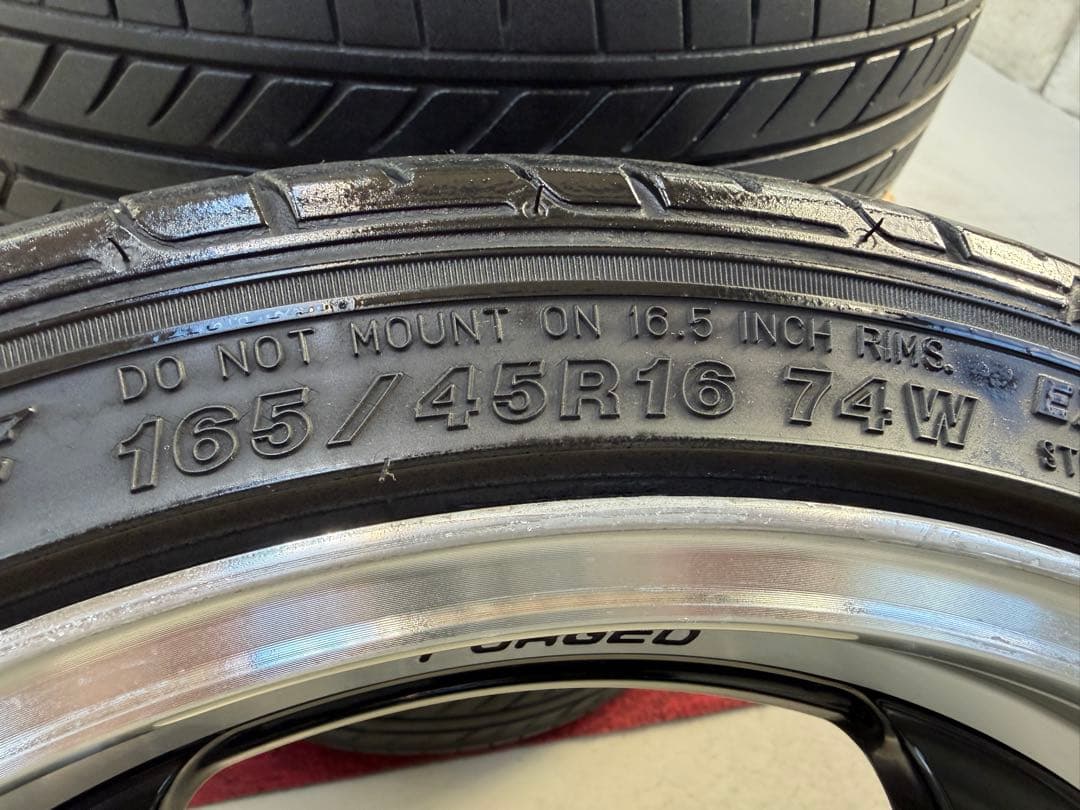 DO NOT MOUNT ON 16.5 INCH RIMS.
165/45R16 74W
FORGED